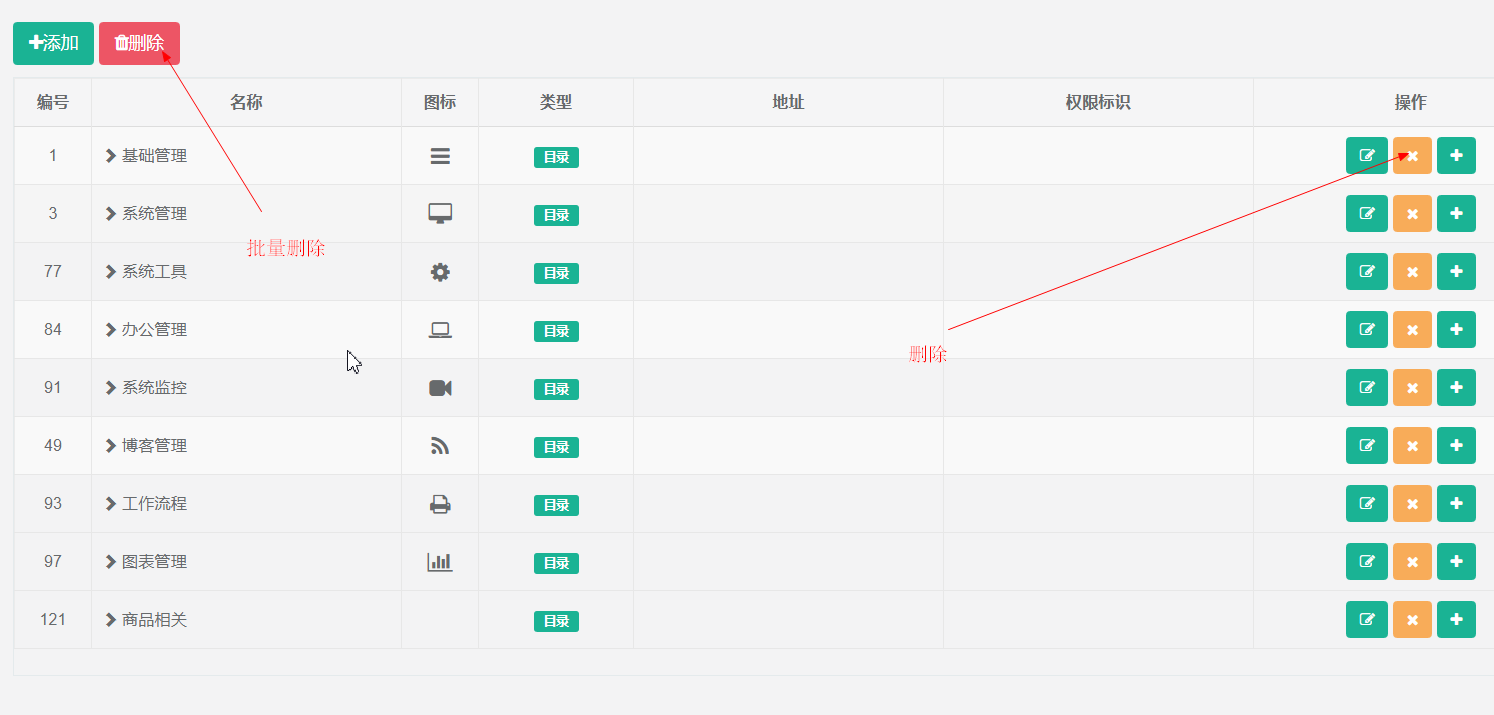 添加 删除
编号 名称 图标 类型 地址 权限标识 操作
1 基础管理 目录
3 系统管理 目录
批量删除
77 系统工具 目录
84 办公管理 目录
删除
91 系统监控 目录
49 博客管理 目录
93 工作流程 目录
97 图表管理 目录
121 商品相关 目录